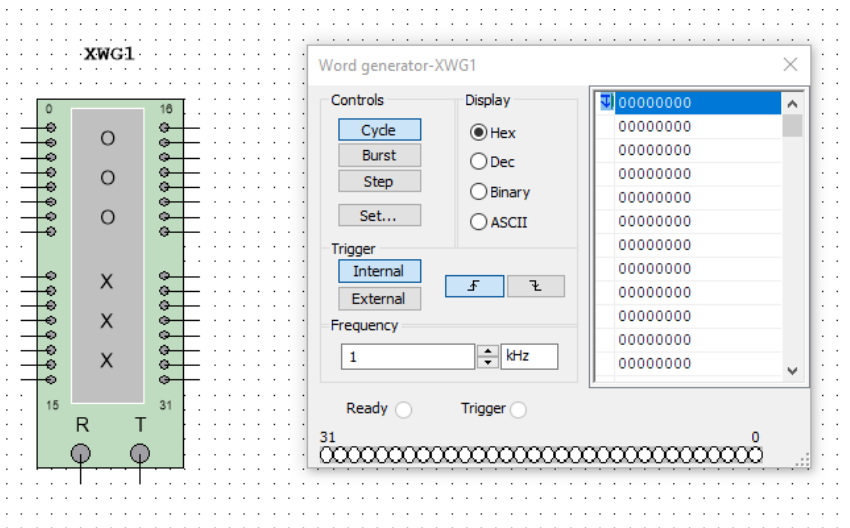 XWG1
0 16
O
O
O
X
X
X
15 31
R T
Word generator-XWG1
Controls
Cycle
Burst
Step
Set...
Display
Hex
Dec
Binary
ASCII
Trigger
Internal
External
Frequency
1 kHz
Ready Trigger
31 0
00000000
00000000
00000000
00000000
00000000
00000000
00000000
00000000
00000000
00000000
00000000
00000000